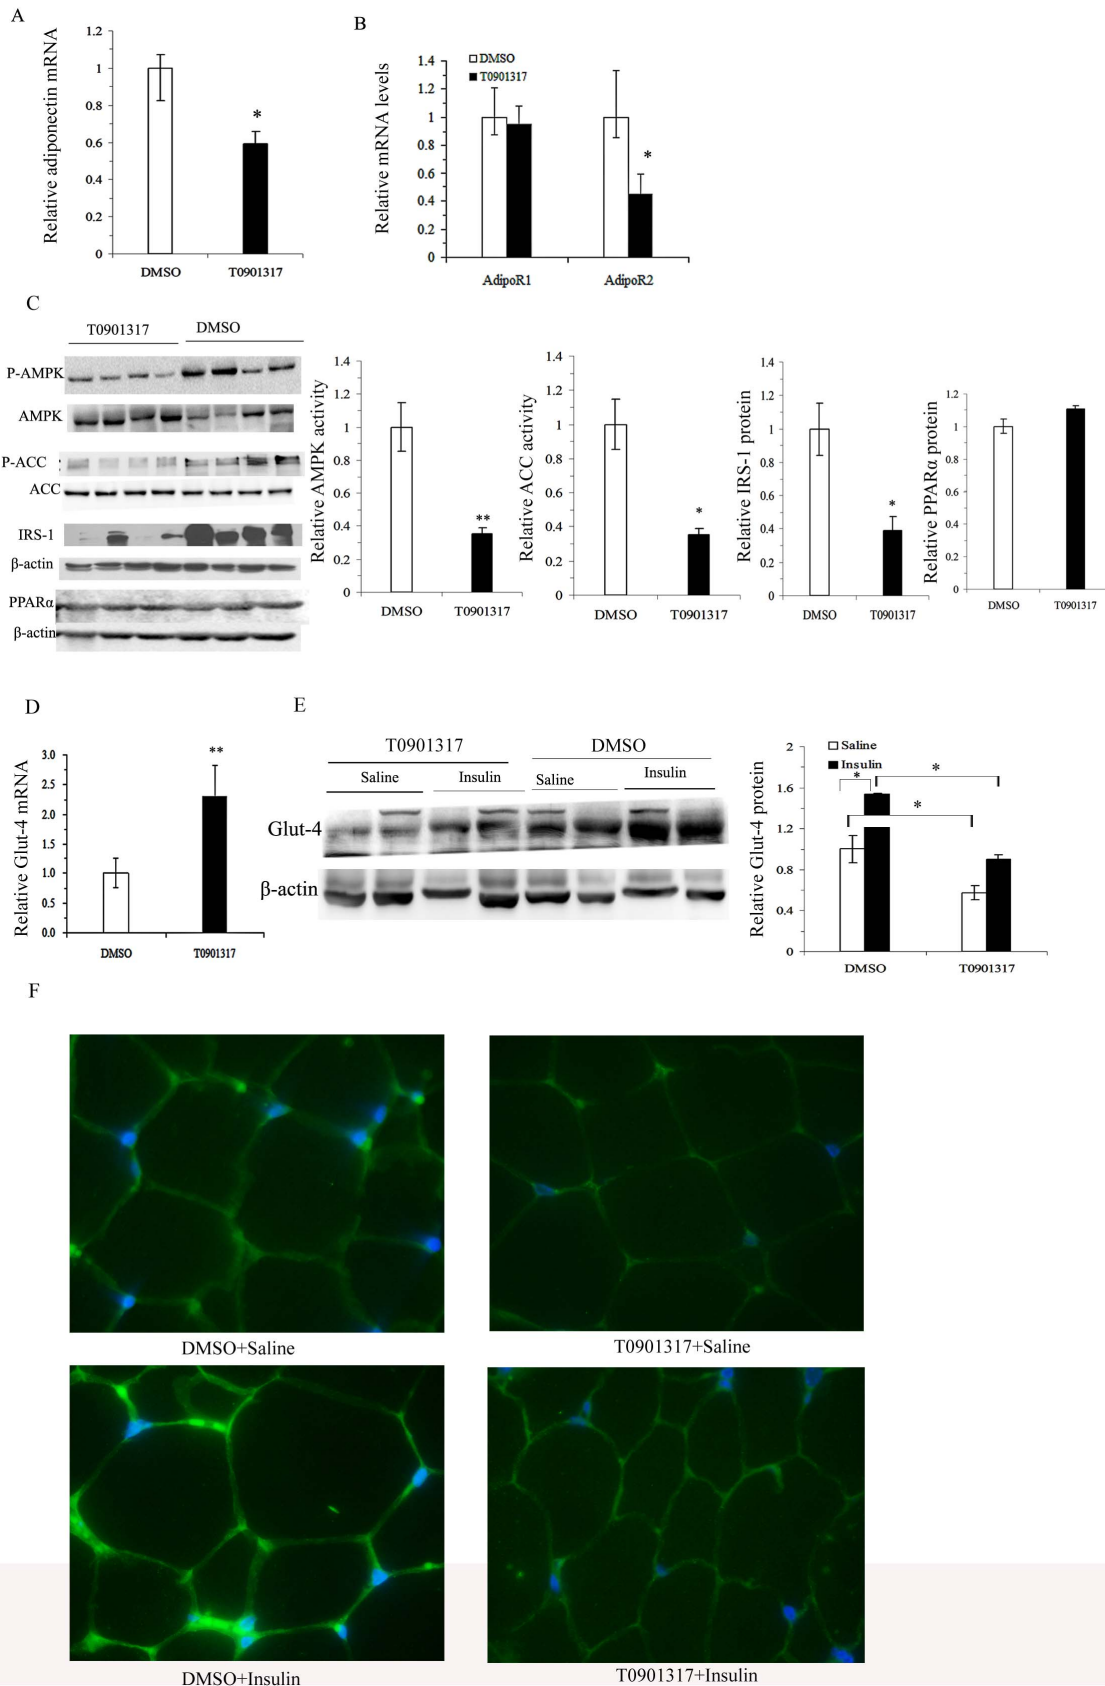 A
Relative adiponectin mRNA
1.2
1
0.8
0.6
0.4
0.2
0
*
DMSO
T0901317
B
Relative mRNA levels
DMSO
T0901317
1.4
1.2
1
0.8
0.6
0.4
0.2
0
*
AdipoR1
AdipoR2
C
T0901317
DMSO
P-AMPK
AMPK
P-ACC
ACC
IRS-1
β-actin
PPARα
β-actin
Relative AMPK activity
1.4
1.2
1
0.8
0.6
0.4
0.2
0
**
DMSO
T0901317
Relative ACC activity
1.4
1.2
1
0.8
0.6
0.4
0.2
0
*
DMSO
T0901317
Relative IRS-1 protein
1.4
1.2
1
0.8
0.6
0.4
0.2
0
*
DMSO
T0901317
Relative PPARα protein
1.2
1
0.8
0.6
0.4
0.2
0
DMSO
T0901317
D
Relative Glut-4 mRNA
3.0
2.5
2.0
1.5
1.0
0.5
0.0
**
DMSO
T0901317
E
T0901317
DMSO
Saline
Insulin
Saline
Insulin
Glut-4
β-actin
Relative Glut-4 protein
2
1.6
1.2
0.8
0.4
0
Saline
Insulin
*
*
*
DMSO
T0901317
F
DMSO+Saline
T0901317+Saline
DMSO+Insulin
T0901317+Insulin